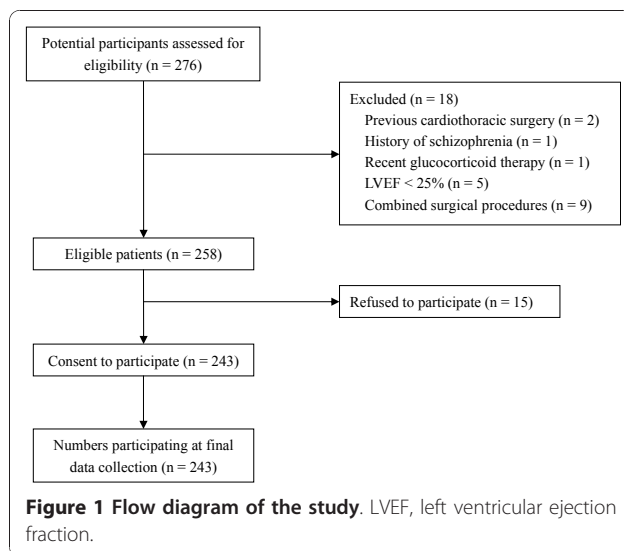 Potential participants assessed for
eligibility (n = 276)
Excluded (n = 18)
Previous cardiothoracic surgery (n = 2)
History of schizophrenia (n = 1)
Recent glucocorticoid therapy (n = 1)
LVEF < 25% (n = 5)
Combined surgical procedures (n = 9)
Eligible patients (n = 258)
Refused to participate (n = 15)
Consent to participate (n = 243)
Numbers participating at final
data collection (n = 243)
Figure 1 Flow diagram of the study. LVEF, left ventricular ejection
fraction.